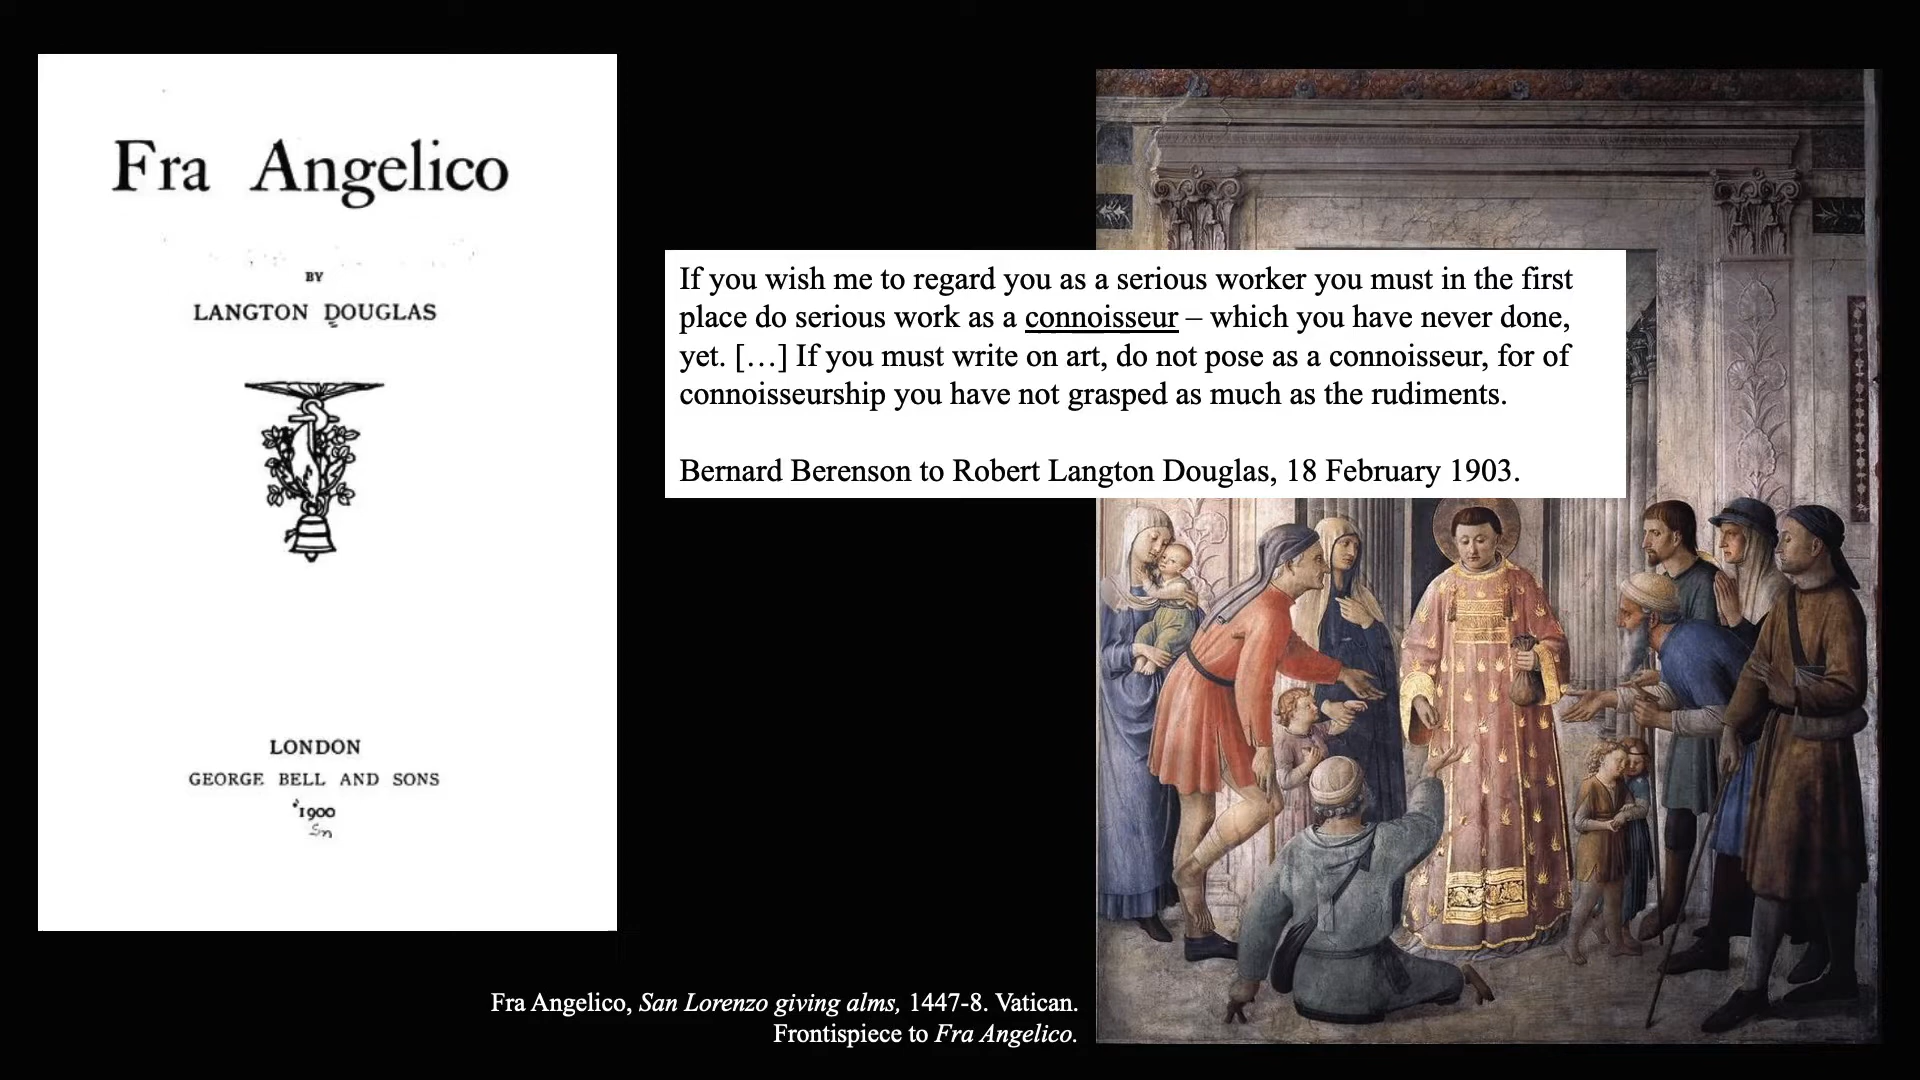 Fra Angelico
BY
LANGTON DOUGLAS
LONDON
GEORGE BELL AND SONS
1900
If you wish me to regard you as a serious worker you must in the first
place do serious work as a connoisseur – which you have never done,
yet. […] If you must write on art, do not pose as a connoisseur, for of
connoisseurship you have not grasped as much as the rudiments.
Bernard Berenson to Robert Langton Douglas, 18 February 1903.
Fra Angelico, San Lorenzo giving alms, 1447-8. Vatican.
Frontispiece to Fra Angelico.